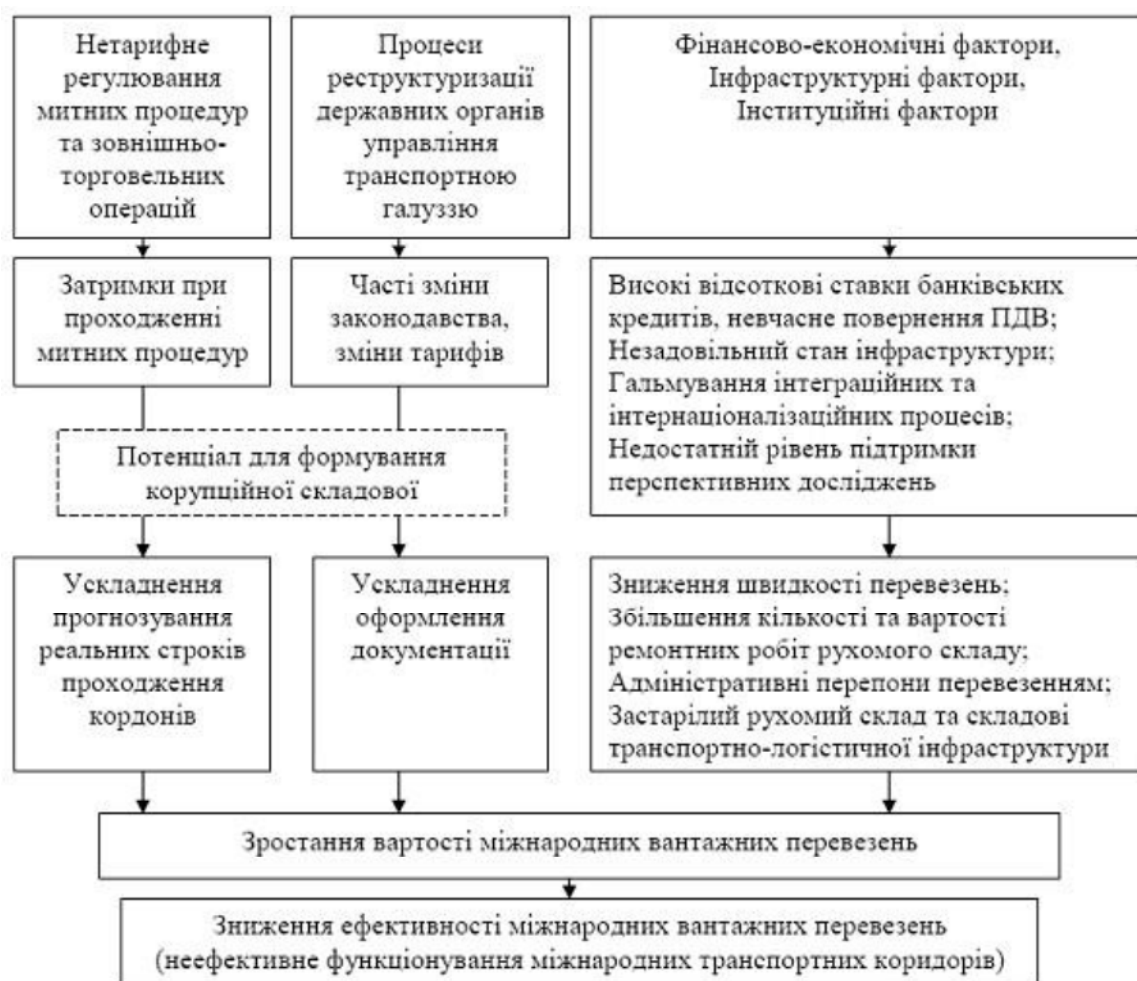 Нетарифне
регулювання
митних процедур
та зовнішньо-
торговельних
операцій
Процеси
реструктуризації
державних органів
управління
транспортною
галуззю
Фінансово-економічні фактори,
Інфраструктурні фактори,
Інституційні фактори
Затримки при
проходженні
митних процедур
Часті зміни
законодавства,
зміни тарифів
Високі відсоткові ставки банківських
кредитів, невчасне повернення ПДВ;
Незадовільний стан інфраструктури;
Гальмування інтеграційних та
інтернаціоналізаційних процесів;
Недостатній рівень підтримки
перспективних досліджень
Потенціал для формування
корупційної складової
Ускладнення
прогнозування
реальних строків
проходження
кордонів
Ускладнення
оформлення
документації
Зниження швидкості перевезень;
Збільшення кількості та вартості
ремонтних робіт рухомого складу;
Адміністративні перепони перевезенням;
Застарілий рухомий склад та складові
транспортно-логістичної інфраструктури
Зростання вартості міжнародних вантажних перевезень
Зниження ефективності міжнародних вантажних перевезень
(неефективне функціонування міжнародних транспортних коридорів)